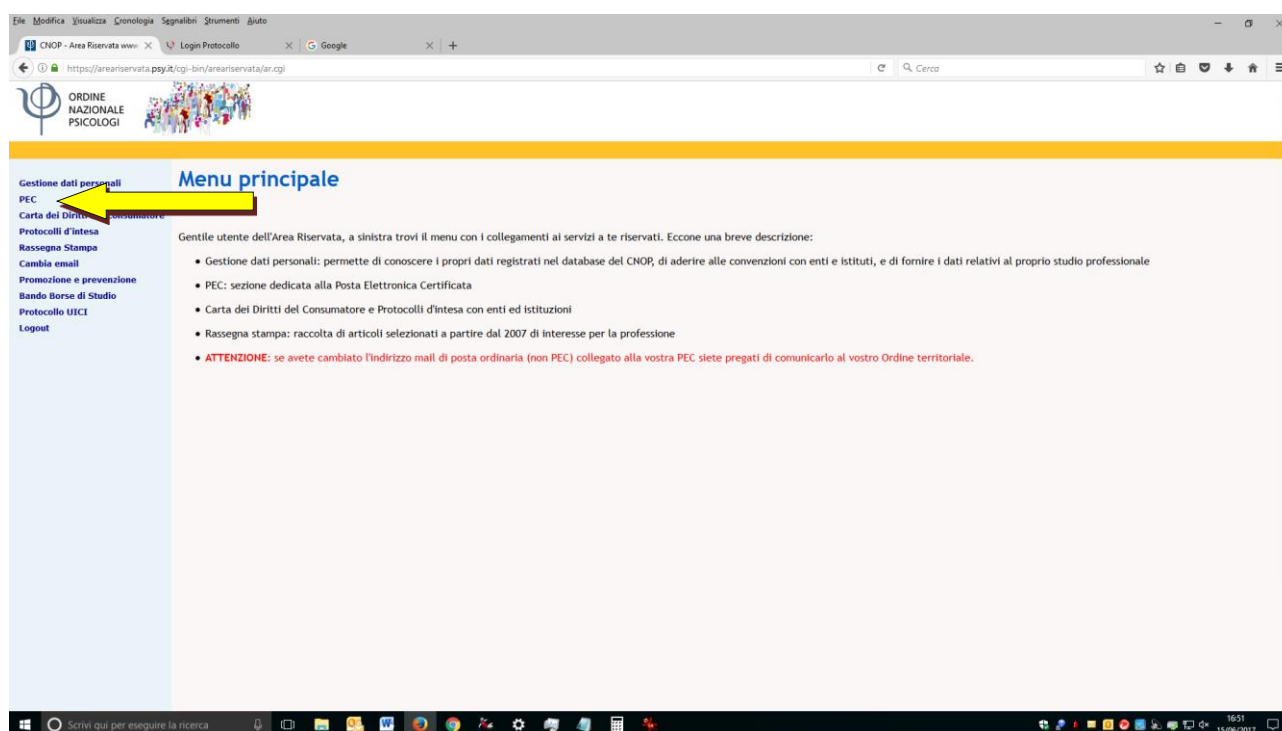 File Modifica Visualizza Cronologia Segnalibri Strumenti Aiuto
CNOP - Area Riservata www
Login Protocollo
Google
https://areariservata.psy.it/cgi-bin/areariservata/ar.cgi
Cerca
ORDINE
NAZIONALE
PSICOLOGI
Gestione dati personali
PEC
Carta dei Diritti consumatore
Protocolli d'intesa
Rassegna Stampa
Cambia email
Promozione e prevenzione
Bando Borse di Studio
Protocollo UICI
Logout
Menu principale
Gentile utente dell'Area Riservata, a sinistra trovi il menu con i collegamenti ai servizi a te riservati. Eccone una breve descrizione:
• Gestione dati personali: permette di conoscere i propri dati registrati nel database del CNOP, di aderire alle convenzioni con enti e istituti, e di fornire i dati relativi al proprio studio professionale
• PEC: sezione dedicata alla Posta Elettronica Certificata
• Carta dei Diritti del Consumatore e Protocolli d'intesa con enti ed istituzioni
• Rassegna stampa: raccolta di articoli selezionati a partire dal 2007 di interesse per la professione
• ATTENZIONE: se avete cambiato l'indirizzo mail di posta ordinaria (non PEC) collegato alla vostra PEC siete pregati di comunicarlo al vostro Ordine territoriale.
Scrivi qui per eseguire la ricerca
16:51
15/06/2017